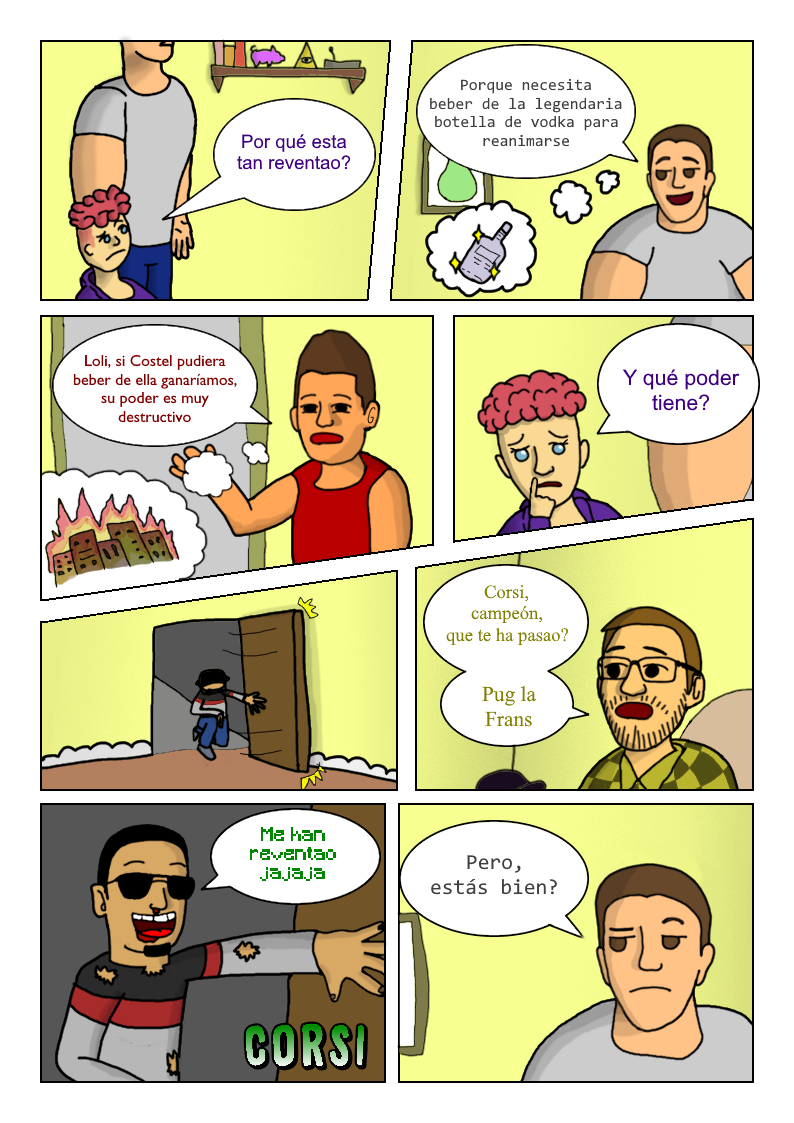 Por qué esta
tan reventao?
Porque necesita
beber de la legendaria
botella de vodka para
reanimarse
Loli, si Costel pudiera
beber de ella ganaríamos,
su poder es muy
destructivo
Y qué poder
tiene?
Corsi,
campeón,
que te ha pasao?
Pug la
Frans
Me han
reventao
jajaja
CORSI
Pero,
estás bien?